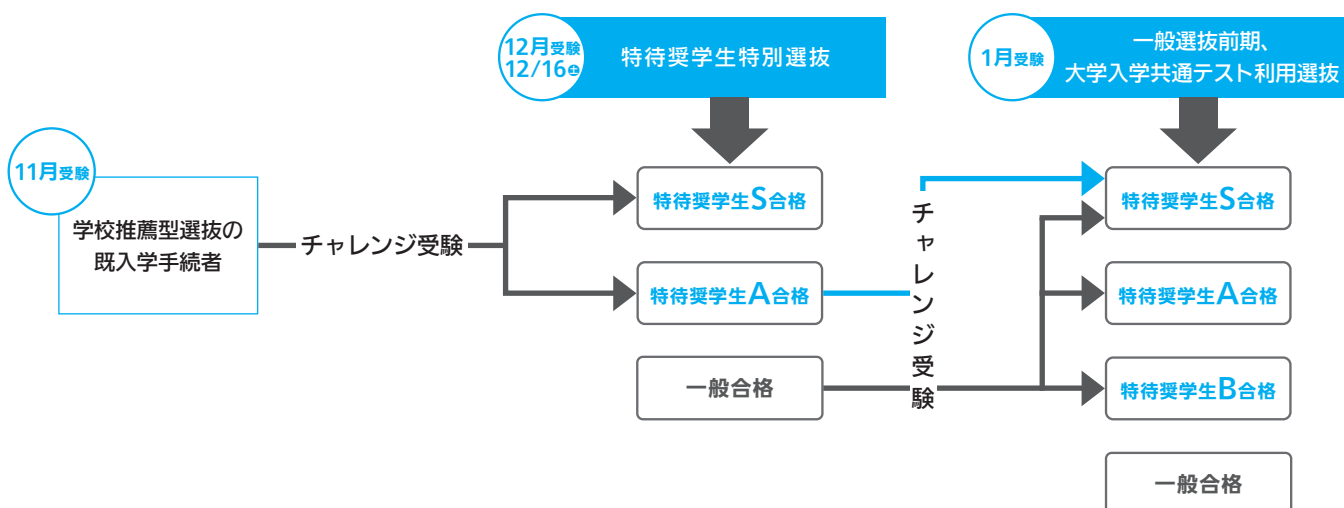 12月受験
12/16㊏
特待奨学生特別選抜
1月受験
一般選抜前期、
大学入学共通テスト利用選抜
11月受験
学校推薦型選抜の
既入学手続者
チャレンジ受験
特待奨学生S合格
特待奨学生A合格
一般合格
チャレンジ受験
特待奨学生S合格
特待奨学生A合格
特待奨学生B合格
一般合格